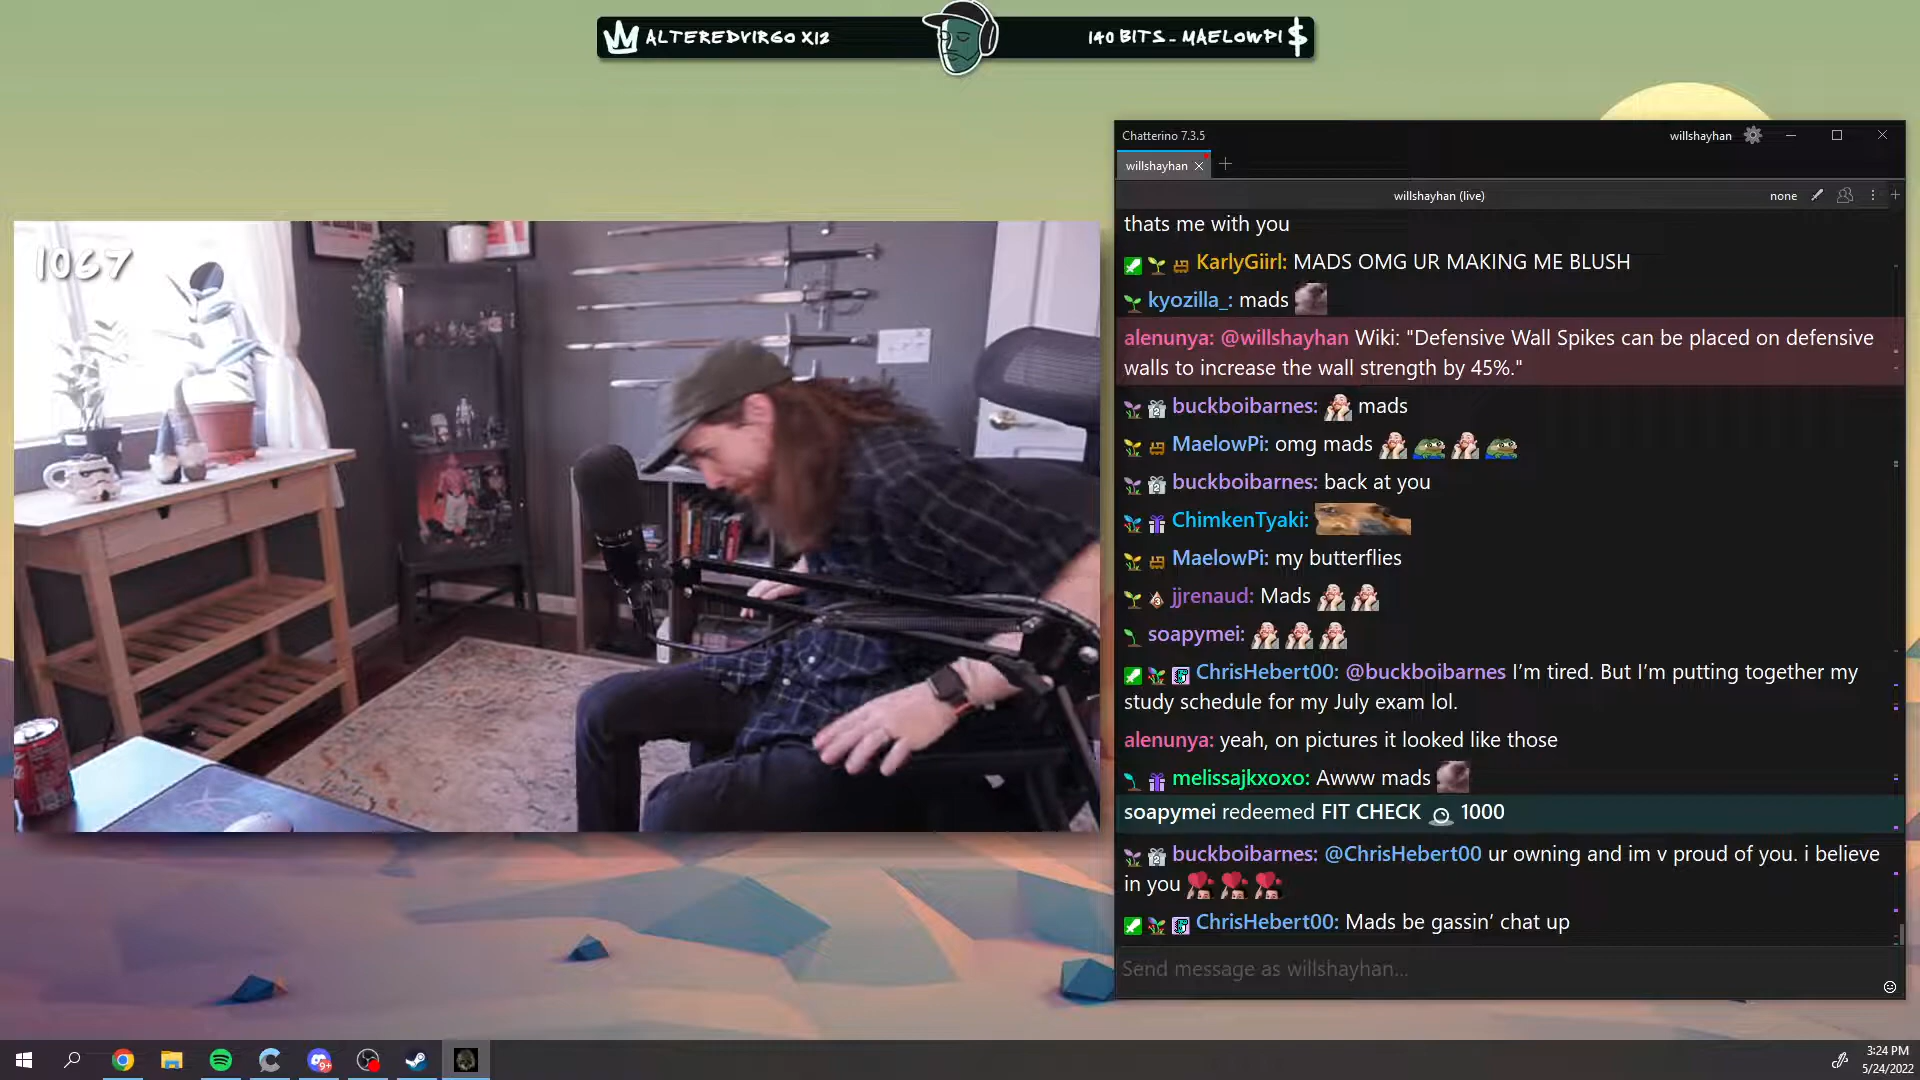 ALTEREDVIRGO X12
140 BITS - MAELOWPI $
1067
Chatterino 7.3.5
willshayhan
willshayhan
willshayhan (live)
none
thats me with you
KarlyGiirl: MADS OMG UR MAKING ME BLUSH
kyozilla_: mads
alenunya: @willshayhan Wiki: "Defensive Wall Spikes can be placed on defensive
walls to increase the wall strength by 45%."
buckboibarnes: mads
MaelowPi: omg mads
buckboibarnes: back at you
ChimkenTyaki:
MaelowPi: my butterflies
jjrenaud: Mads
soapymei:
ChrisHebert00: @buckboibarnes I’m tired. But I’m putting together my
study schedule for my July exam lol.
alenunya: yeah, on pictures it looked like those
melissajkxoxo: Awww mads
soapymei redeemed FIT CHECK 1000
buckboibarnes: @ChrisHebert00 ur owning and im v proud of you. i believe
in you
ChrisHebert00: Mads be gassin’ chat up
Send message as willshayhan...
9+
3:24 PM
5/24/2022